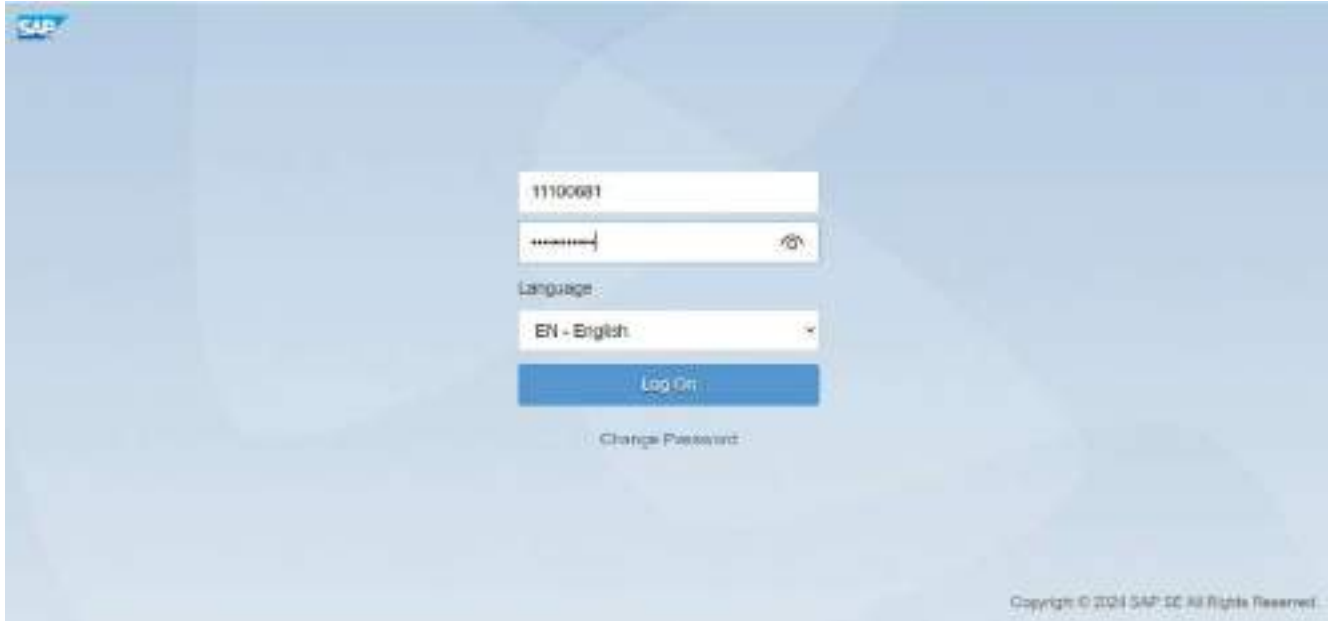 SAP
11100681
Language
EN - English
Log On
Change Password
Copyright © 2024 SAP SE All Rights Reserved.